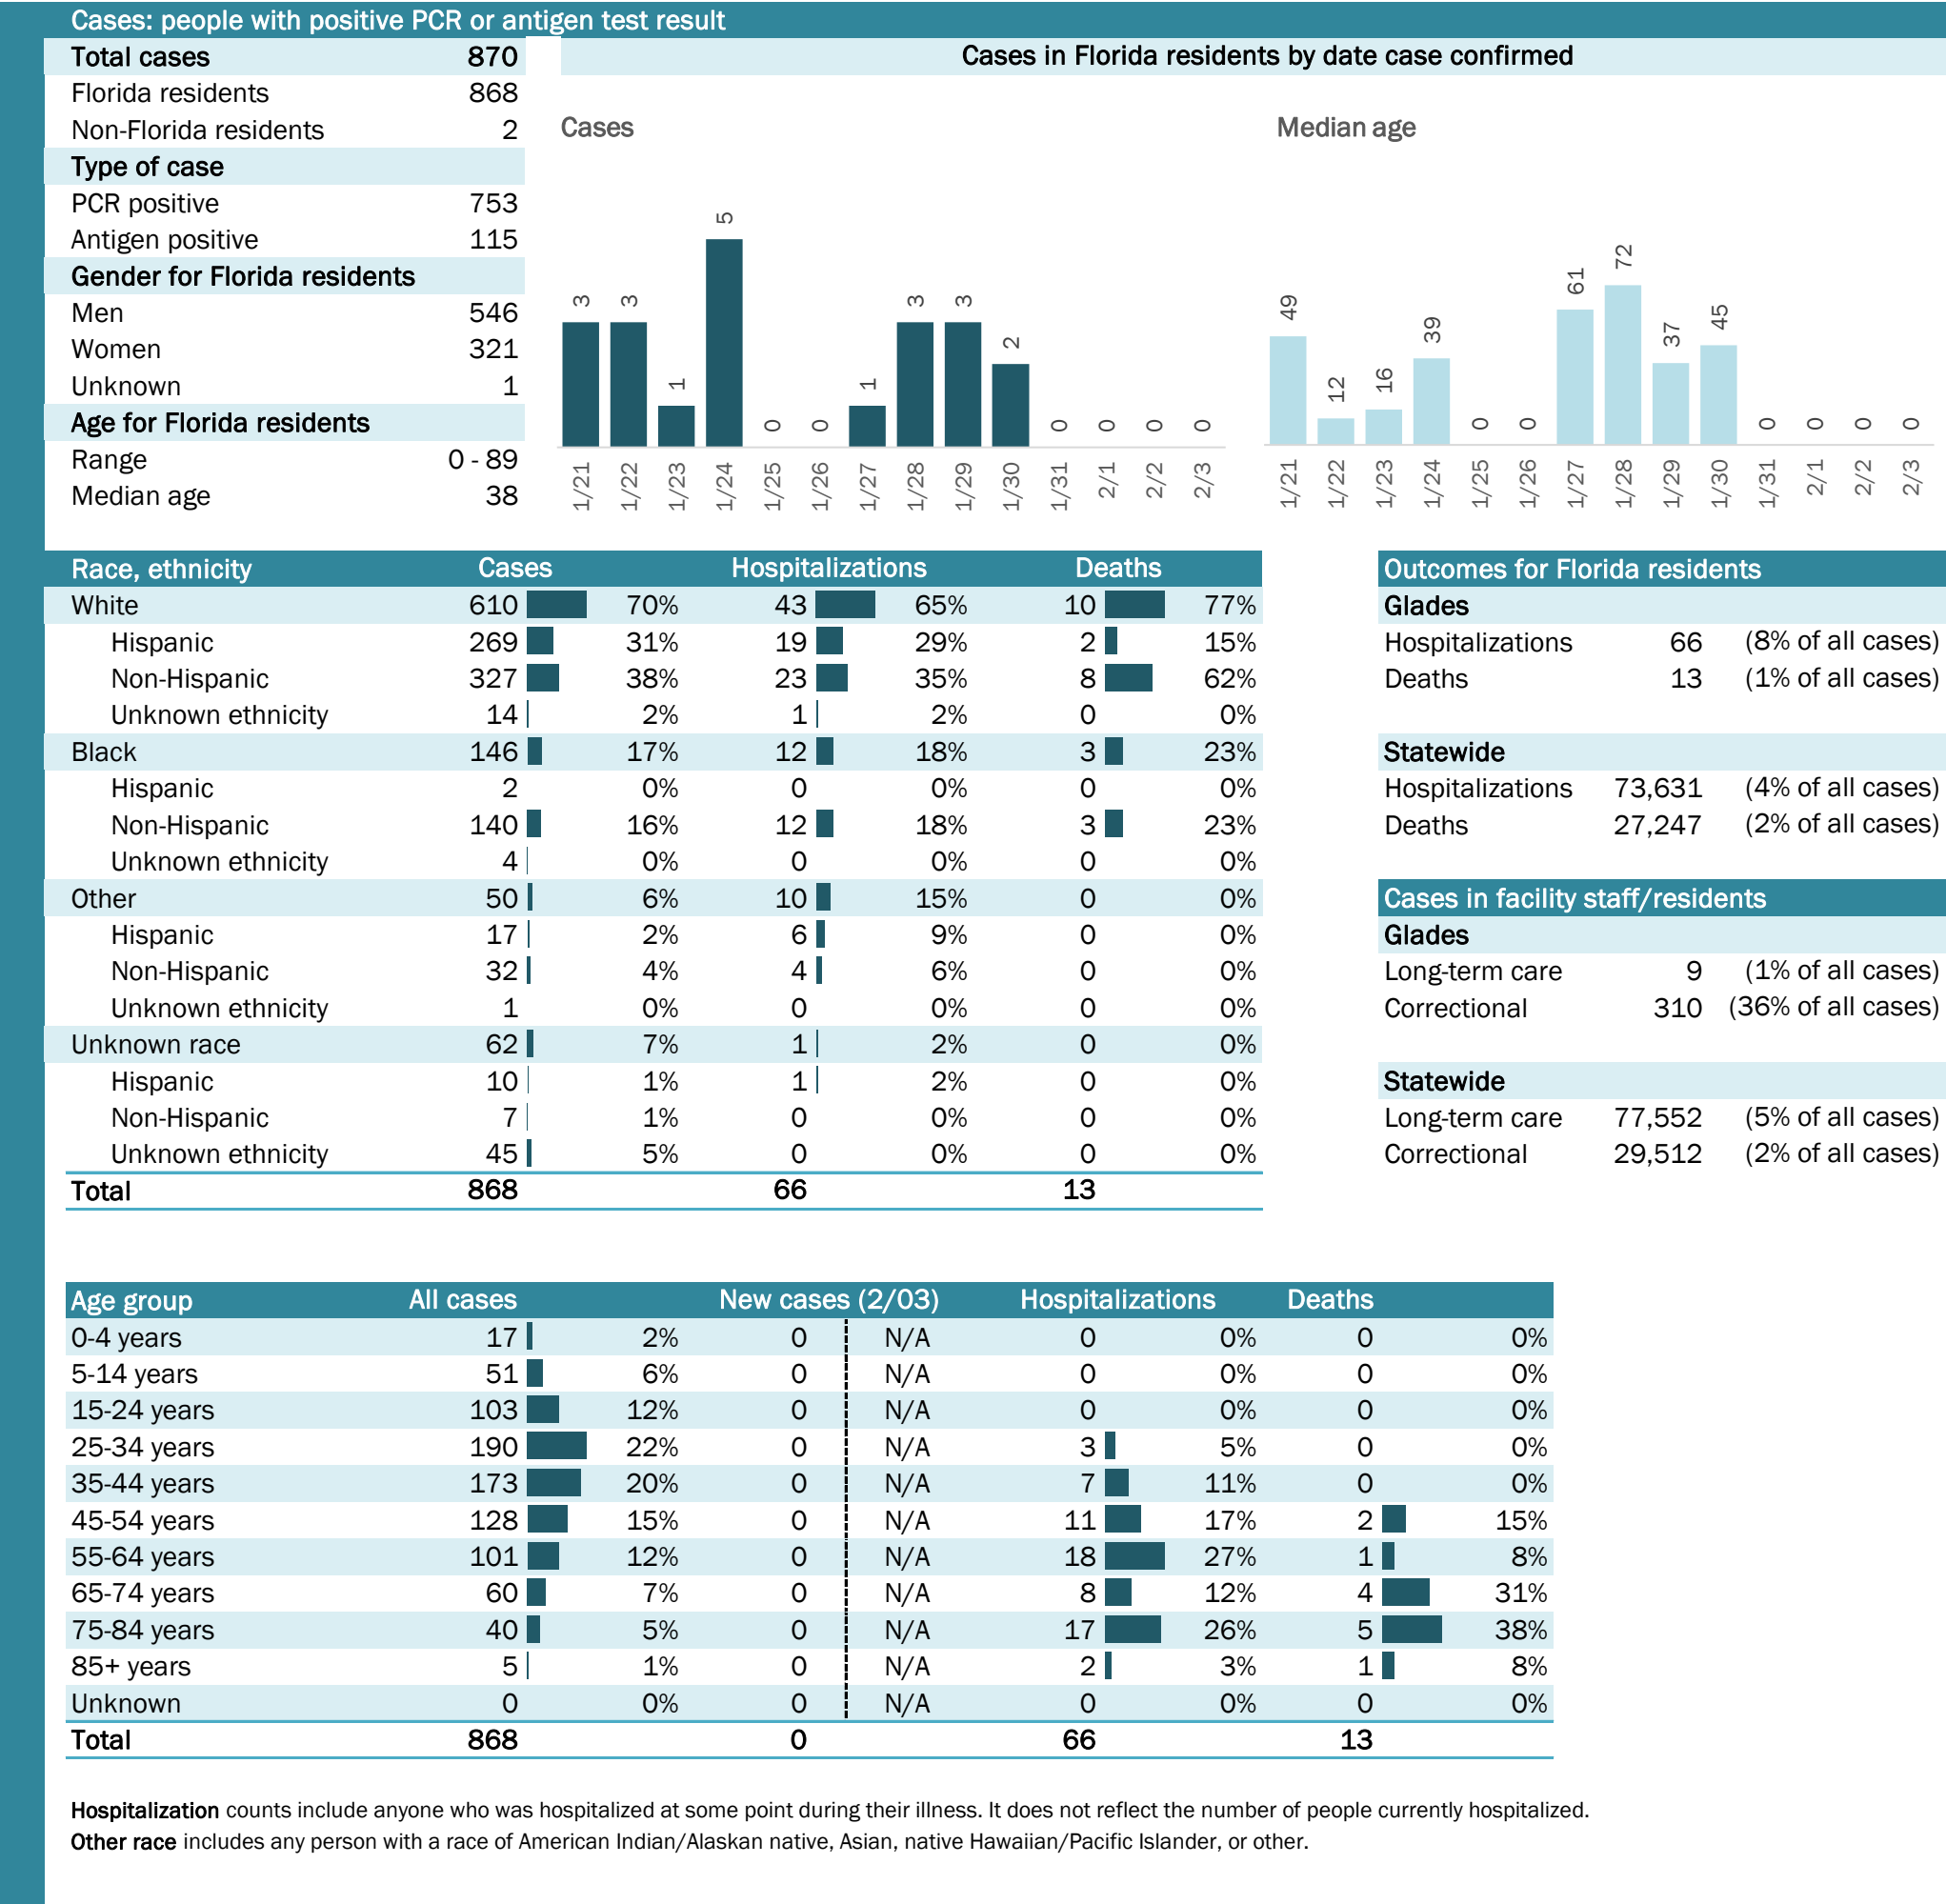 Cases: people with positive PCR or antigen test result
Total cases 870
Florida residents 868
Non-Florida residents 2
Type of case
PCR positive 753
Antigen positive 115
Gender for Florida residents
Men 546
Women 321
Unknown 1
Age for Florida residents
Range 0 - 89
Median age 38
Cases in Florida residents by date case confirmed
Cases
3 3 1 5 0 0 1 3 3 2 0 0 0 0
1/21 1/22 1/23 1/24 1/25 1/26 1/27 1/28 1/29 1/30 1/31 2/1 2/2 2/3
Median age
49 12 16 39 0 0 61 72 37 45 0 0 0 0
1/21 1/22 1/23 1/24 1/25 1/26 1/27 1/28 1/29 1/30 1/31 2/1 2/2 2/3
Race, ethnicity Cases Hospitalizations Deaths
White 610 70% 43 65% 10 77%
Hispanic 269 31% 19 29% 2 15%
Non-Hispanic 327 38% 23 35% 8 62%
Unknown ethnicity 14 2% 1 2% 0 0%
Black 146 17% 12 18% 3 23%
Hispanic 2 0% 0 0% 0 0%
Non-Hispanic 140 16% 12 18% 3 23%
Unknown ethnicity 4 0% 0 0% 0 0%
Other 50 6% 10 15% 0 0%
Hispanic 17 2% 6 9% 0 0%
Non-Hispanic 32 4% 4 6% 0 0%
Unknown ethnicity 1 0% 0 0% 0 0%
Unknown race 62 7% 1 2% 0 0%
Hispanic 10 1% 1 2% 0 0%
Non-Hispanic 7 1% 0 0% 0 0%
Unknown ethnicity 45 5% 0 0% 0 0%
Total 868 66 13
Outcomes for Florida residents
Glades
Hospitalizations 66 (8% of all cases)
Deaths 13 (1% of all cases)
Statewide
Hospitalizations 73,631 (4% of all cases)
Deaths 27,247 (2% of all cases)
Cases in facility staff/residents
Glades
Long-term care 9 (1% of all cases)
Correctional 310 (36% of all cases)
Statewide
Long-term care 77,552 (5% of all cases)
Correctional 29,512 (2% of all cases)
Age group All cases New cases (2/03) Hospitalizations Deaths
0-4 years 17 2% 0 N/A 0 0% 0 0%
5-14 years 51 6% 0 N/A 0 0% 0 0%
15-24 years 103 12% 0 N/A 0 0% 0 0%
25-34 years 190 22% 0 N/A 3 5% 0 0%
35-44 years 173 20% 0 N/A 7 11% 0 0%
45-54 years 128 15% 0 N/A 11 17% 2 15%
55-64 years 101 12% 0 N/A 18 27% 1 8%
65-74 years 60 7% 0 N/A 8 12% 4 31%
75-84 years 40 5% 0 N/A 17 26% 5 38%
85+ years 5 1% 0 N/A 2 3% 1 8%
Unknown 0 0% 0 N/A 0 0% 0 0%
Total 868 0 66 13
Hospitalization counts include anyone who was hospitalized at some point during their illness. It does not reflect the number of people currently hospitalized.
Other race includes any person with a race of American Indian/Alaskan native, Asian, native Hawaiian/Pacific Islander, or other.